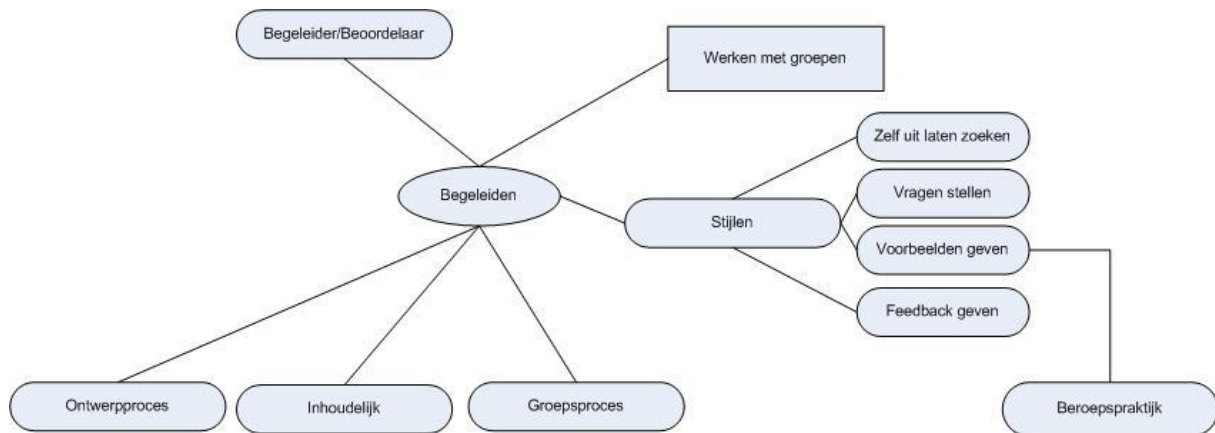 Begeleider/Beoordelaar
Werken met groepen
Zelf uit laten zoeken
Begeleiden
Vragen stellen
Stijlen
Voorbeelden geven
Feedback geven
Ontwerpproces
Inhoudelijk
Groepsproces
Beroepspraktijk